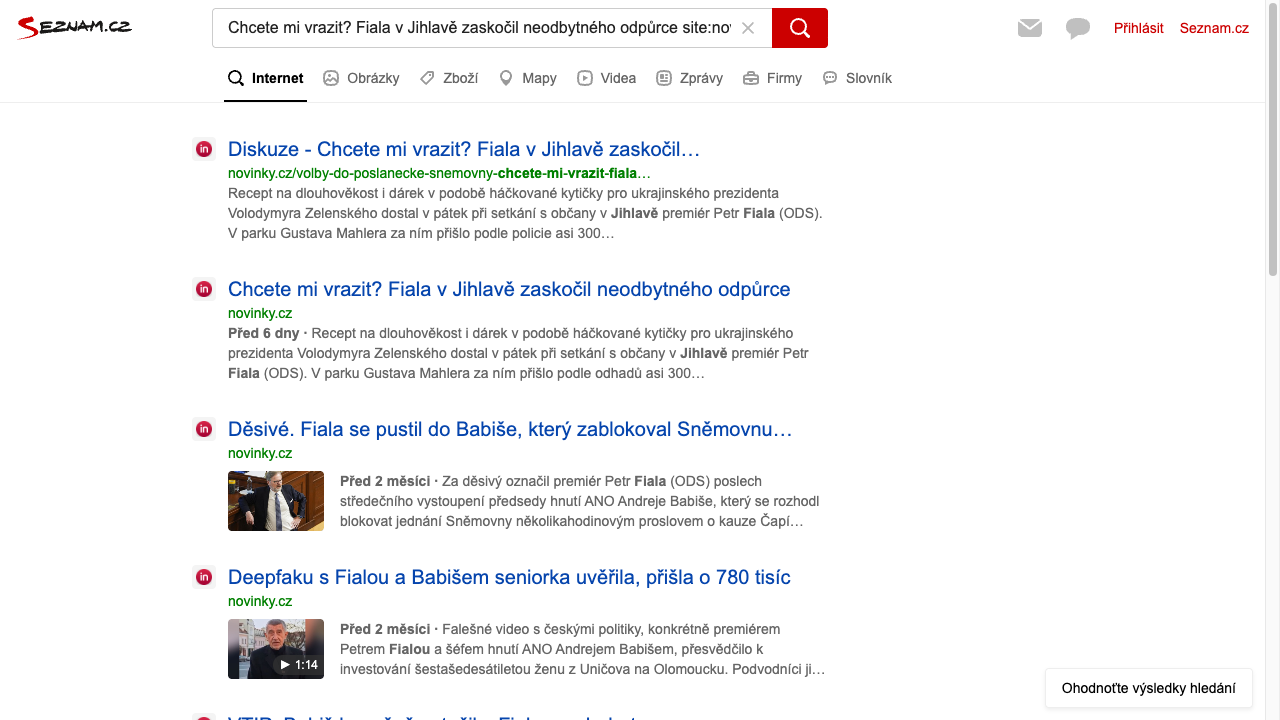 SEZNAM.CZ
Chcete mi vrazit? Fiala v Jihlavě zaskočil neodbytného odpůrce site:nov
Přihlásit
Seznam.cz
Internet
Obrázky
Zboží
Mapy
Videa
Zprávy
Firmy
Slovník
Diskuze - Chcete mi vrazit? Fiala v Jihlavě zaskočil…
novinky.cz/volby-do-poslanecke-snemovny-chcete-mi-vrazit-fiala…
Recept na dlouhověkost i dárek v podobě háčkované kytičky pro ukrajinského prezidenta
Volodymyra Zelenského dostal v pátek při setkání s občany v Jihlavě premiér Petr Fiala (ODS).
V parku Gustava Mahlera za ním přišlo podle policie asi 300…
Chcete mi vrazit? Fiala v Jihlavě zaskočil neodbytného odpůrce
novinky.cz
Před 6 dny · Recept na dlouhověkost i dárek v podobě háčkované kytičky pro ukrajinského
prezidenta Volodymyra Zelenského dostal v pátek při setkání s občany v Jihlavě premiér Petr
Fiala (ODS). V parku Gustava Mahlera za ním přišlo podle odhadů asi 300…
Děsivé. Fiala se pustil do Babiše, který zablokoval Sněmovnu…
novinky.cz
Před 2 měsíci · Za děsivý označil premiér Petr Fiala (ODS) poslech
středečního vystoupení předsedy hnutí ANO Andreje Babiše, který se rozhodl
blokovat jednání Sněmovny několikahodinovým proslovem o kauze Čapí…
Deepfaku s Fialou a Babišem seniorka uvěřila, přišla o 780 tisíc
novinky.cz
Před 2 měsíci · Falešné video s českými politiky, konkrétně premiérem
Petrem Fialou a šéfem hnutí ANO Andrejem Babišem, přesvědčilo k
investování šestašedesátiletou ženu z Uničova na Olomoucku. Podvodníci ji…
1:14
Ohodnoťte výsledky hledání